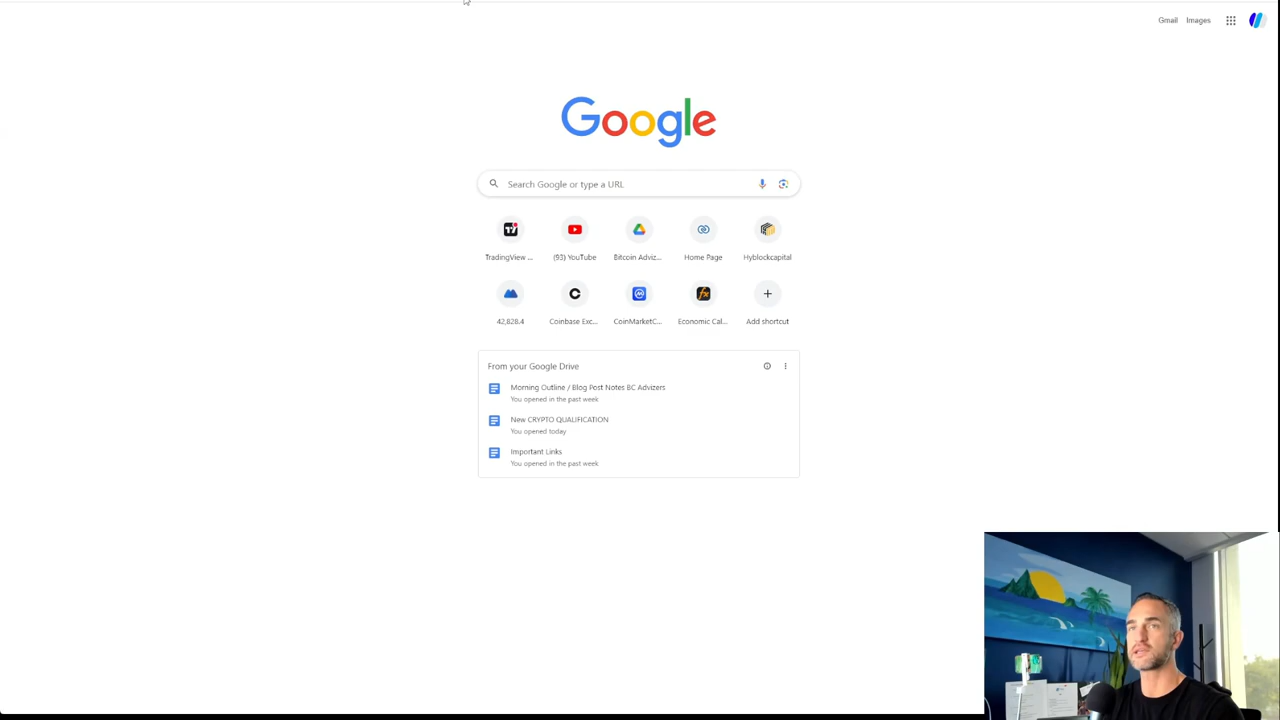 Gmail Images
Google
Search Google or type a URL
TradingView ...
(93) YouTube
Bitcoin Adviz...
Home Page
Hyblockcapital
42,828.4
Coinbase Exc...
CoinMarketC...
Economic Cal...
Add shortcut
From your Google Drive
Morning Outline / Blog Post Notes BC Advizers
You opened in the past week
New CRYPTO QUALIFICATION
You opened today
Important Links
You opened in the past week